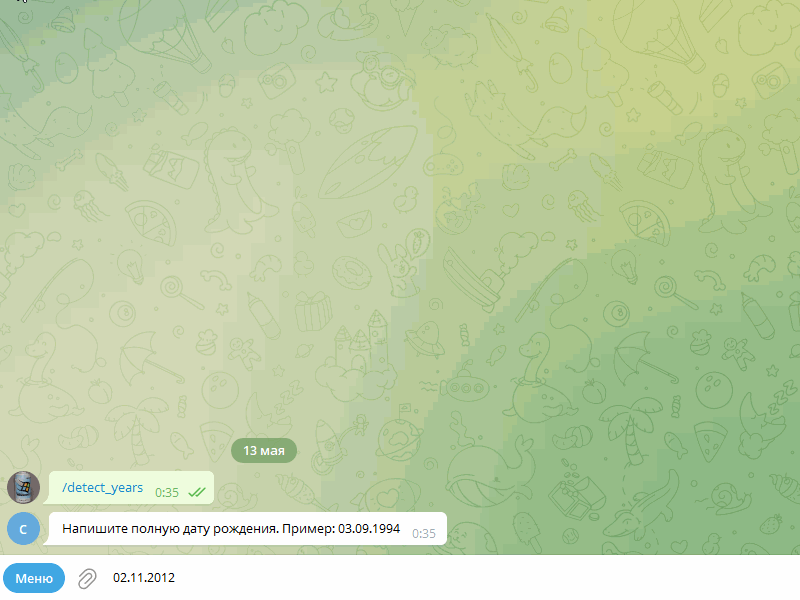 13 мая
/detect_years 0:35
Напишите полную дату рождения. Пример: 03.09.1994 0:35
С
Меню 02.11.2012